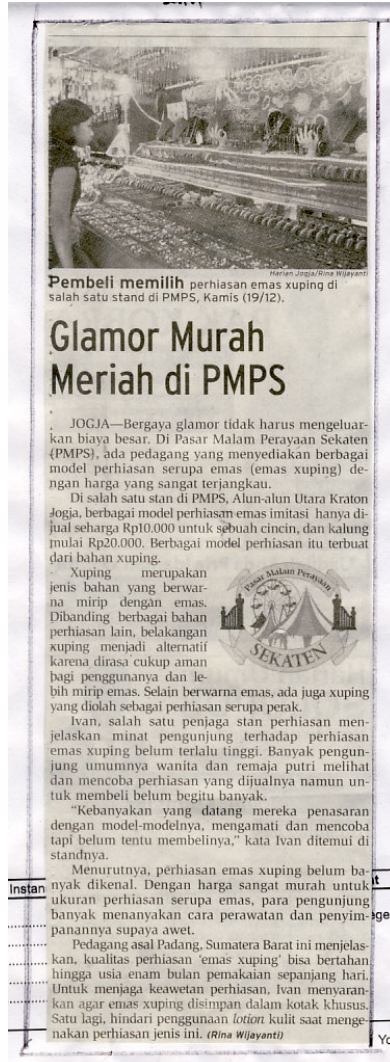 Harian Jogja/Rina Wijayanti
Pembeli memilih perhiasan emas xuping di
salah satu stand di PMPS, Kamis (19/12).
Glamor Murah
Meriah di PMPS
JOGJA—Bergaya glamor tidak harus mengeluar-
kan biaya besar. Di Pasar Malam Perayaan Sekaten
(PMPS), ada pedagang yang menyediakan berbagai
model perhiasan serupa emas (emas xuping) de-
ngan harga yang sangat terjangkau.
Di salah satu stan di PMPS, Alun-alun Utara Kraton
Jogja, berbagai model perhiasan emas imitasi hanya di-
jual seharga Rp10.000 untuk sebuah cincin, dan kalung
mulai Rp20.000. Berbagai model perhiasan itu terbuat
dari bahan xuping.
Xuping merupakan
jenis bahan yang berwar-
na mirip dengan emas.
Dibanding berbagai bahan
perhiasan lain, belakangan
xuping menjadi alternatif
karena dirasa cukup aman
bagi penggunanya dan le-
bih mirip emas. Selain berwarna emas, ada juga xuping
yang diolah sebagai perhiasan serupa perak.
Pasar Malam Perayaan
SEKATEN
Ivan, salah satu penjaga stan perhiasan men-
jelaskan minat pengunjung terhadap perhiasan
emas xuping belum terlalu tinggi. Banyak pengun-
jung umumnya wanita dan remaja putri melihat
dan mencoba perhiasan yang dijualnya namun un-
tuk membeli belum begitu banyak.
“Kebanyakan yang datang mereka penasaran
dengan model-modelnya, mengamati dan mencoba
tapi belum tentu membelinya,” kata Ivan ditemui di
standnya.
Menurutnya, perhiasan emas xuping belum ba-
nyak dikenal. Dengan harga sangat murah untuk
ukuran perhiasan serupa emas, para pengunjung
banyak menanyakan cara perawatan dan penyim-
panannya supaya awet.
Pedagang asal Padang, Sumatera Barat ini menjelas-
kan, kualitas perhiasan ‘emas xuping’ bisa bertahan
hingga usia enam bulan pemakaian sepanjang hari.
Untuk menjaga keawetan perhiasan, Ivan menyaran-
kan agar emas xuping disimpan dalam kotak khusus.
Satu lagi, hindari penggunaan lotion kulit saat menge-
nakan perhiasan jenis ini. (Rina Wijayanti)
Instan
Yo